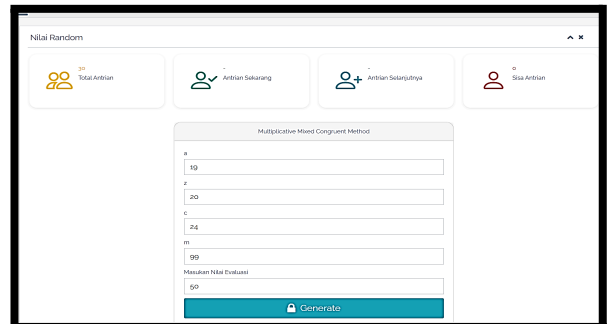 Nilai Random
30
Total Antrian
-
Antrian Sekarang
-
Antrian Selanjutnya
0
Sisa Antrian
Multiplicative Mixed Congruent Method
a
19
z
20
c
24
m
99
Masukan Nilai Evaluasi
50
Generate